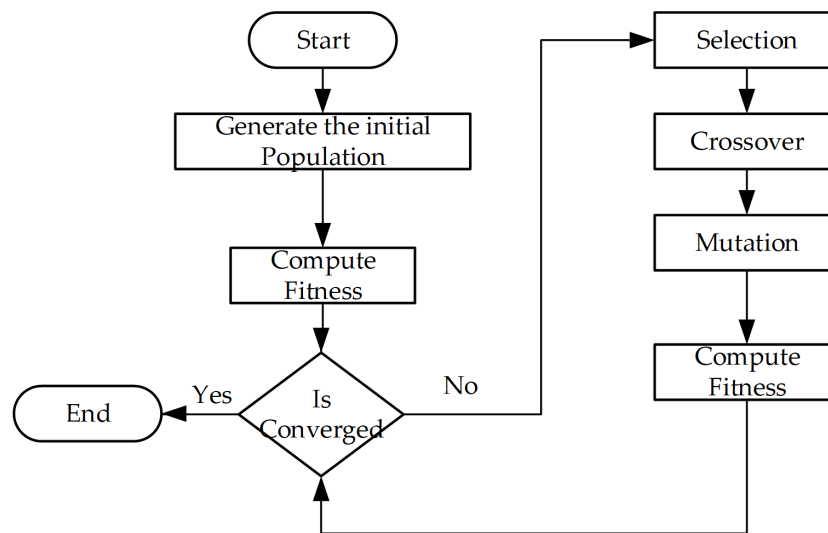 Start
Generate the initial
Population
Compute
Fitness
Is
Converged
Yes
End
No
Selection
Crossover
Mutation
Compute
Fitness